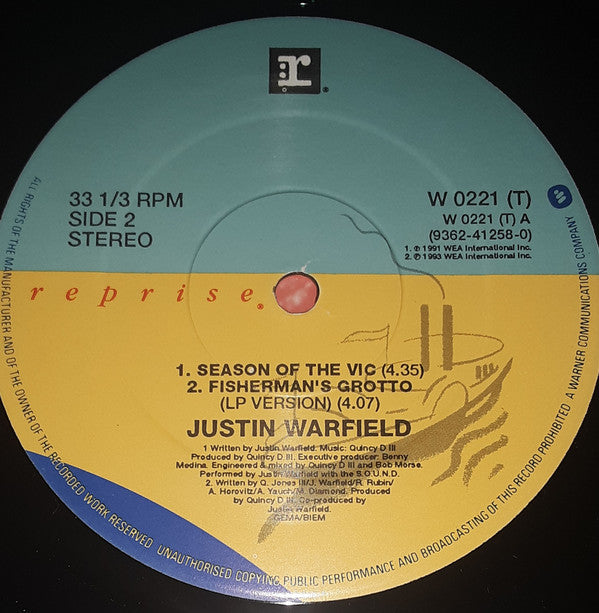 r
®
33 1/3 RPM
SIDE 2
STEREO
W 0221 (T)
W 0221 (T) A
(9362-41258-0)
1. ℗ 1991 WEA International Inc.
2. ℗ 1993 WEA International Inc.
reprise®
1. SEASON OF THE VIC (4.35)
2. FISHERMAN'S GROTTO
(LP VERSION) (4.07)
JUSTIN WARFIELD
1 Written by Justin Warfield. Music: Quincy D III
Produced by Quincy D III. Executive producer: Benny
Medina. Engineered & mixed by Quincy D III and Bob Morse.
Performed by Justin Warfield with the S.O.U.N.D.
2. Written by Q. Jones III/J. Warfield/R. Rubin/
A. Horovitz/A. Yauch/M. Diamond. Produced
by Quincy D III. Co-produced by
Justin Warfield.
GEMA/BIEM
ALL RIGHTS OF THE MANUFACTURER AND OF THE OWNER OF THE RECORDED WORK RESERVED UNAUTHORISED COPYING PUBLIC PERFORMANCE AND BROADCASTING OF THIS RECORD PROHIBITED A WARNER COMMUNICATIONS COMPANY